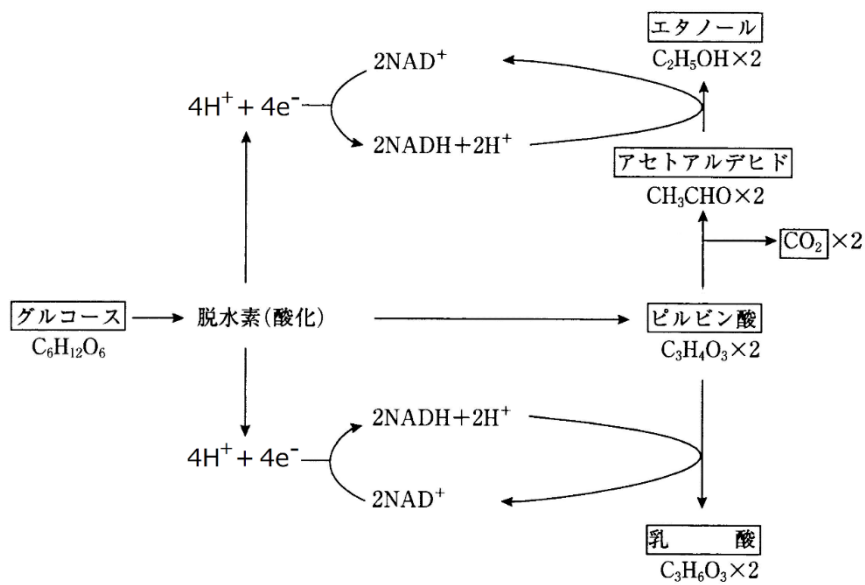 エタノール
C₂H₅OH×2
2NAD⁺
4H⁺+4e⁻
2NADH+2H⁺
アセトアルデヒド
CH₃CHO×2
CO₂×2
グルコース
C₆H₁₂O₆
脱水素(酸化)
ピルビン酸
C₃H₄O₃×2
2NADH+2H⁺
4H⁺+4e⁻
2NAD⁺
乳酸
C₃H₆O₃×2